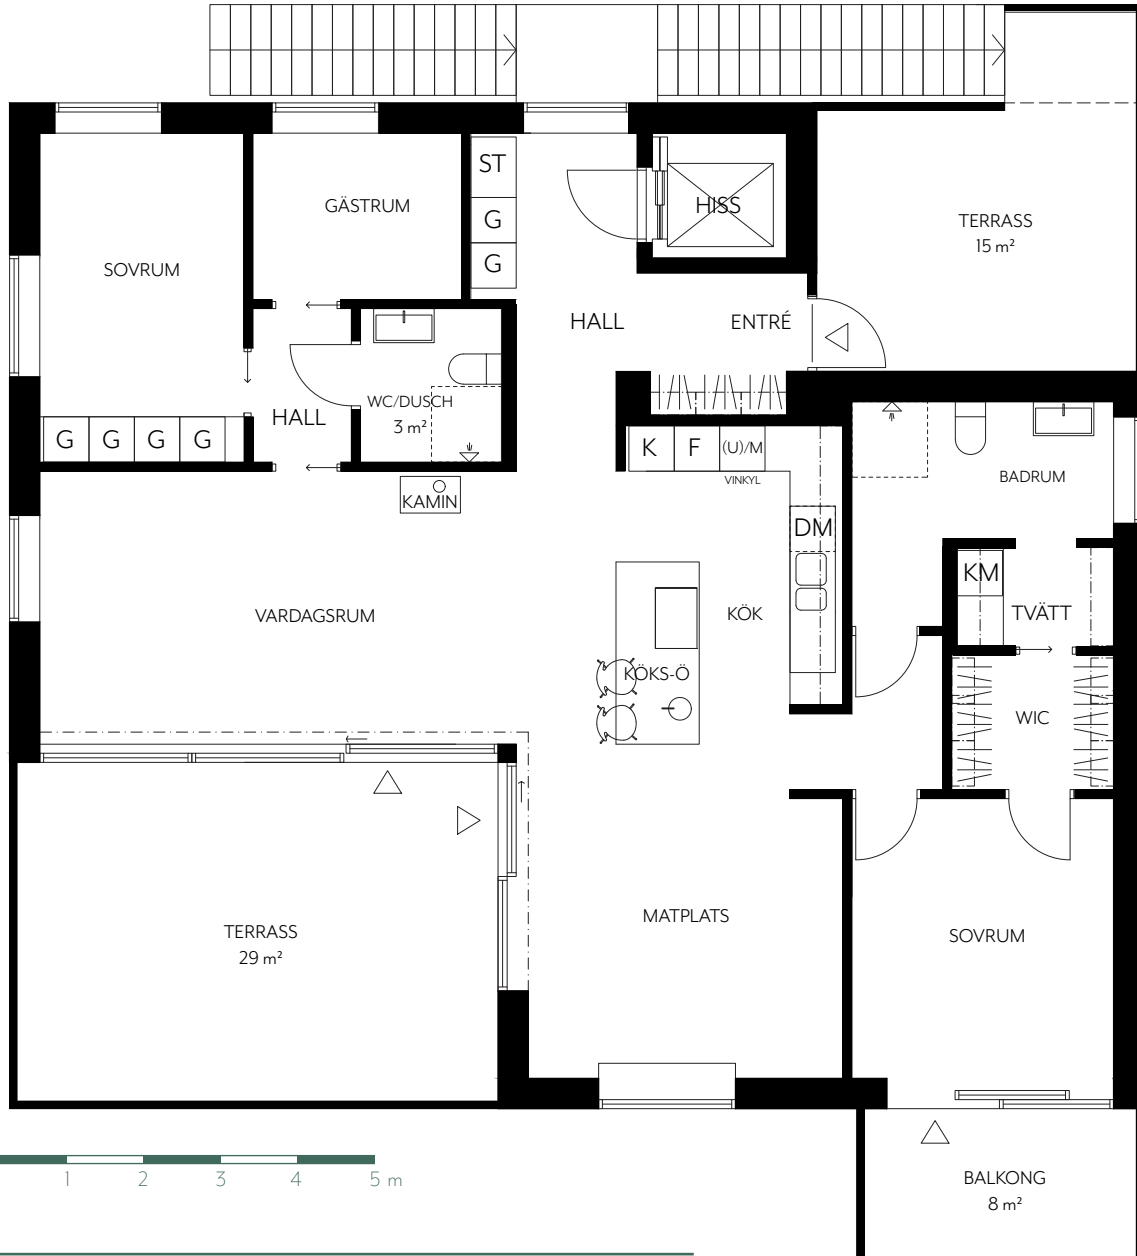 ST
GÄSTRUM
G
HISS
TERRASS
15 m²
G
SOVRUM
HALL
ENTRÉ
WC/DUSCH
3 m²
HALL
G
G
G
G
K
F
(U)/M
VINKYL
BADRUM
KAMIN
DM
KM
TVÄTT
VARDAGSRUM
KÖK
KÖKS-Ö
WIC
MATPLATS
TERRASS
29 m²
SOVRUM
1
2
3
4
5 m
BALKONG
8 m²